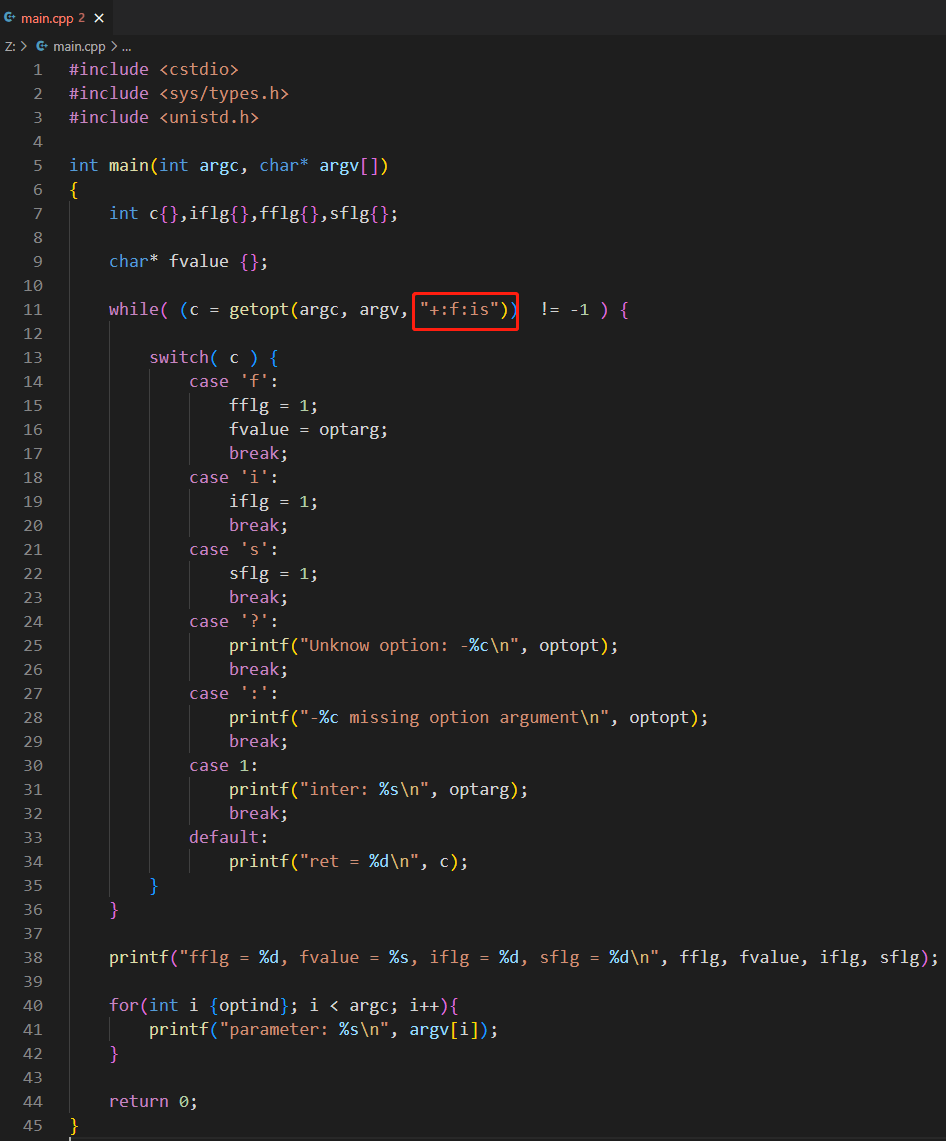 main.cpp 2 ×
Z: > main.cpp > ...
1 #include <cstdio>
2 #include <sys/types.h>
3 #include <unistd.h>
4
5 int main(int argc, char* argv[])
6 {
7     int c{},iflg{},fflg{},sflg{};
8
9     char* fvalue {};
10
11     while( (c = getopt(argc, argv, "+:f:is"))  != -1 ) {
12
13         switch( c ) {
14             case 'f':
15                 fflg = 1;
16                 fvalue = optarg;
17                 break;
18             case 'i':
19                 iflg = 1;
20                 break;
21             case 's':
22                 sflg = 1;
23                 break;
24             case '?':
25                 printf("Unknow option: -%c\n", optopt);
26                 break;
27             case ':':
28                 printf("-%c missing option argument\n", optopt);
29                 break;
30             case 1:
31                 printf("inter: %s\n", optarg);
32                 break;
33             default:
34                 printf("ret = %d\n", c);
35         }
36     }
37
38     printf("fflg = %d, fvalue = %s, iflg = %d, sflg = %d\n", fflg, fvalue, iflg, sflg);
39
40     for(int i {optind}; i < argc; i++){
41         printf("parameter: %s\n", argv[i]);
42     }
43
44     return 0;
45 }